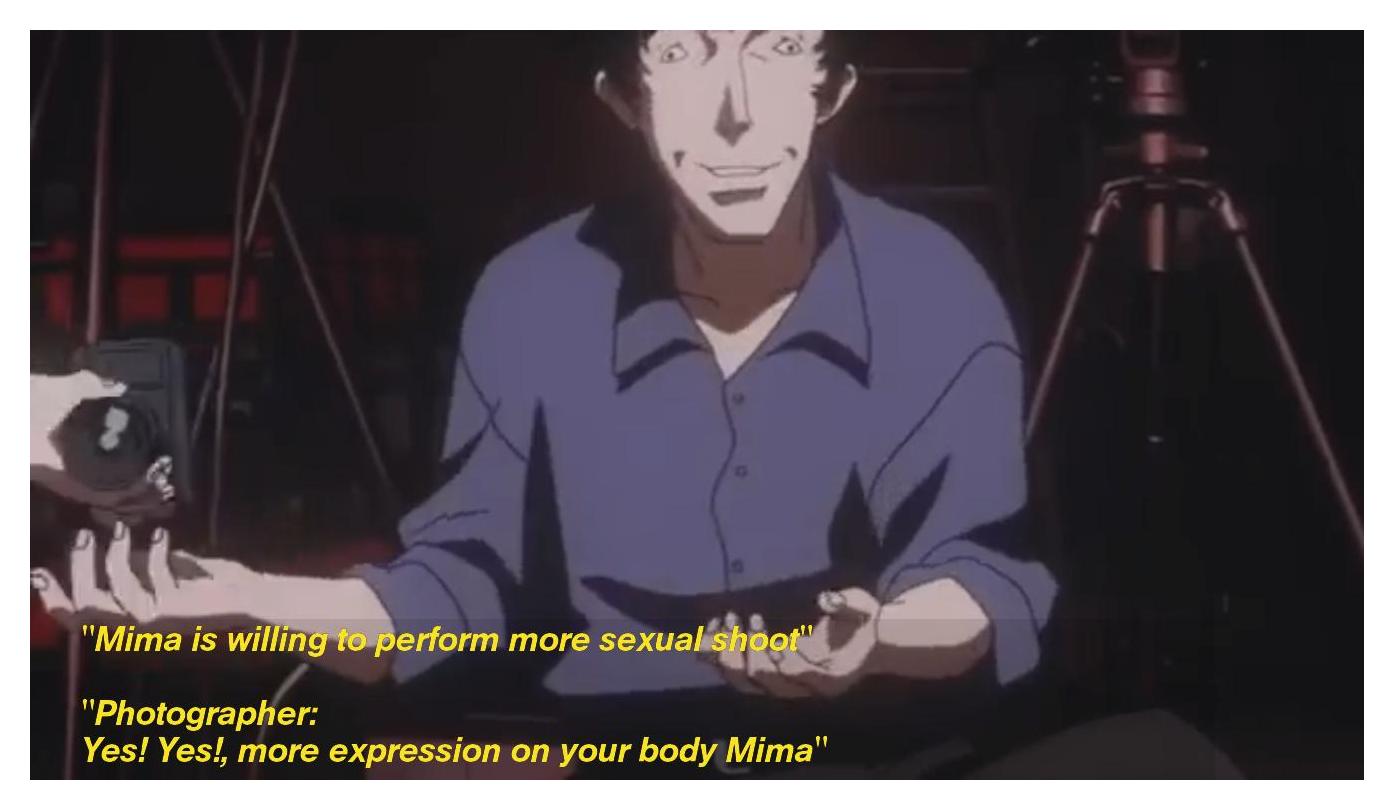 "Mima is willing to perform more sexual shoot"
"Photographer:
Yes! Yes!, more expression on your body Mima"